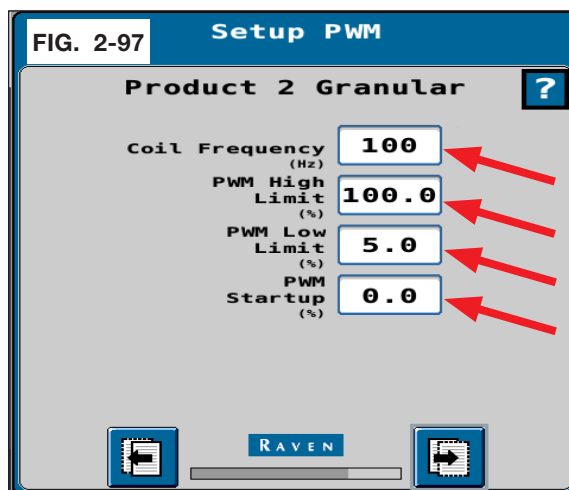 FIG. 2-97
Setup PWM
Product 2 Granular
?
Coil Frequency
(Hz)
100
PWM High
Limit
(%)
100.0
PWM Low
Limit
(%)
5.0
PWM
Startup
(%)
0.0
RAVEN